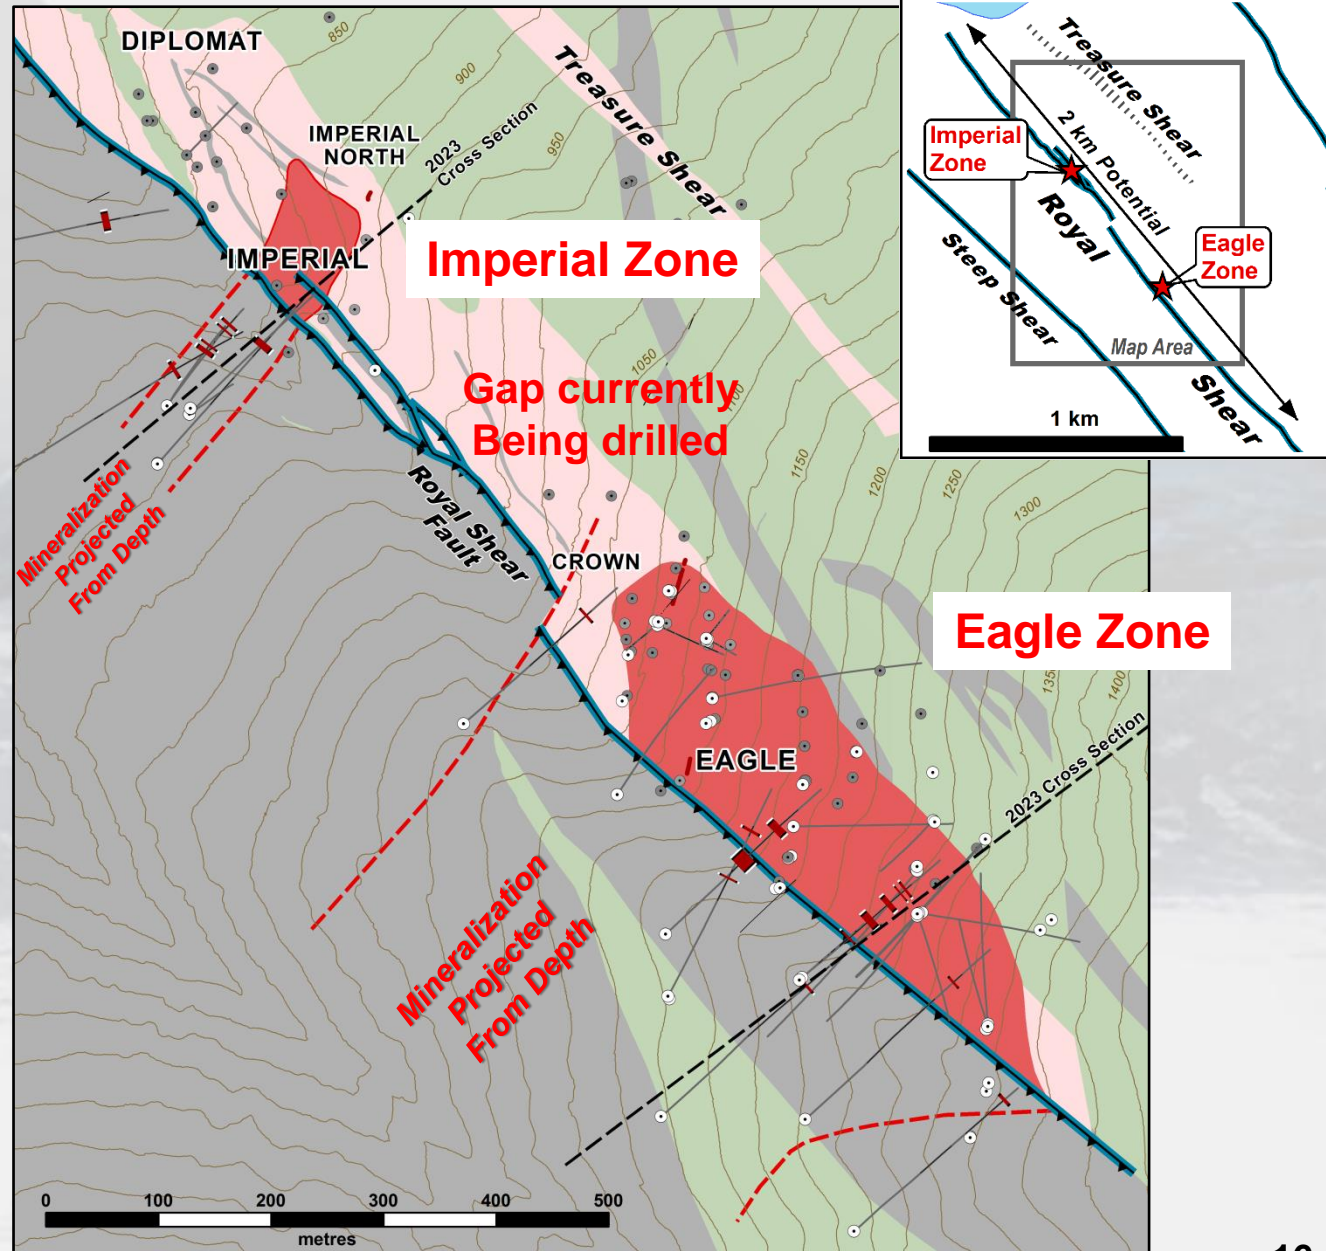 DIPLOMAT
850
900
950
IMPERIAL
NORTH
2023
Cross Section
Treasure Shear
IMPERIAL
Imperial Zone
Gap currently
Being drilled
1050
1100
1150
1200
1250
1300
Mineralization
Projected
From Depth
Royal Shear
Fault
CROWN
Eagle Zone
1400
EAGLE
2023 Cross Section
Mineralization
Projected
From Depth
0 100 200 300 400 500
metres
Treasure Shear
2 km Potential
Imperial
Zone
Royal
Shear
Eagle
Zone
Steep Shear
Map Area
1 km